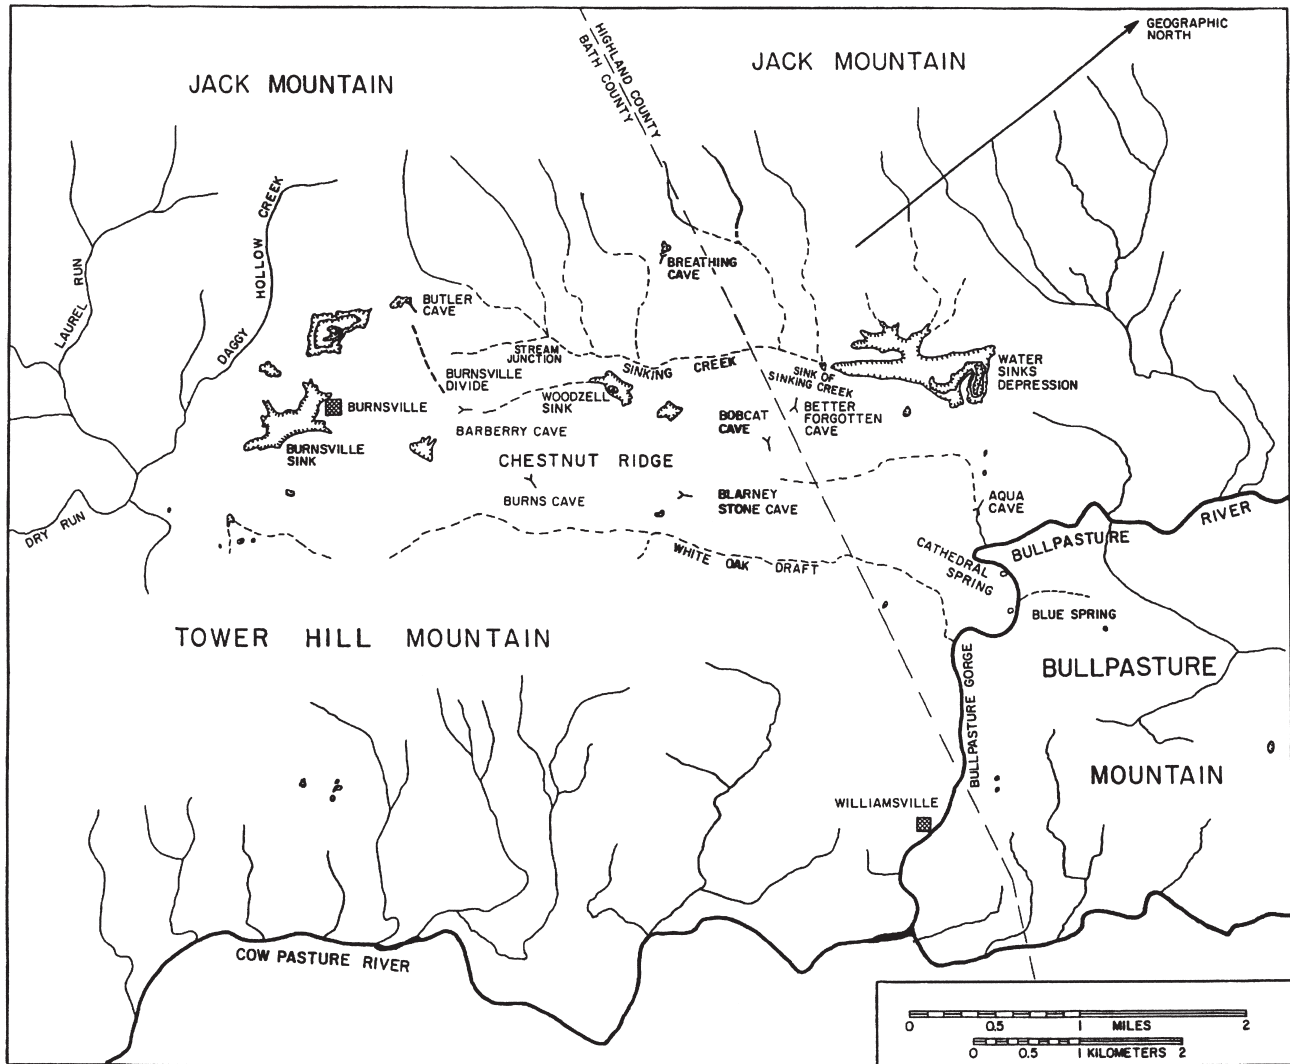 GEOGRAPHIC
NORTH
HIGHLAND COUNTY
BATH COUNTY
JACK MOUNTAIN
JACK MOUNTAIN
LAUREL RUN
DAGGY HOLLOW CREEK
BREATHING
CAVE
BUTLER
CAVE
STREAM
JUNCTION
BURNSVILLE
DIVIDE
SINKING CREEK
SINK OF
SINKING CREEK
WATER
SINKS
DEPRESSION
WOODZELL
SINK
BURNSVILLE
BETTER
FORGOTTEN
CAVE
BOBCAT
CAVE
BARBERRY CAVE
BURNSVILLE
SINK
CHESTNUT RIDGE
BURNS CAVE
BLARNEY
STONE CAVE
AQUA
CAVE
DRY RUN
BULLPASTURE RIVER
CATHEDRAL
SPRING
WHITE OAK DRAFT
BLUE SPRING
TOWER HILL MOUNTAIN
BULLPASTURE
MOUNTAIN
BULLPASTURE GORGE
WILLIAMSVILLE
COW PASTURE RIVER
0 0.5 1 MILES 2
0 0.5 1 KILOMETERS 2